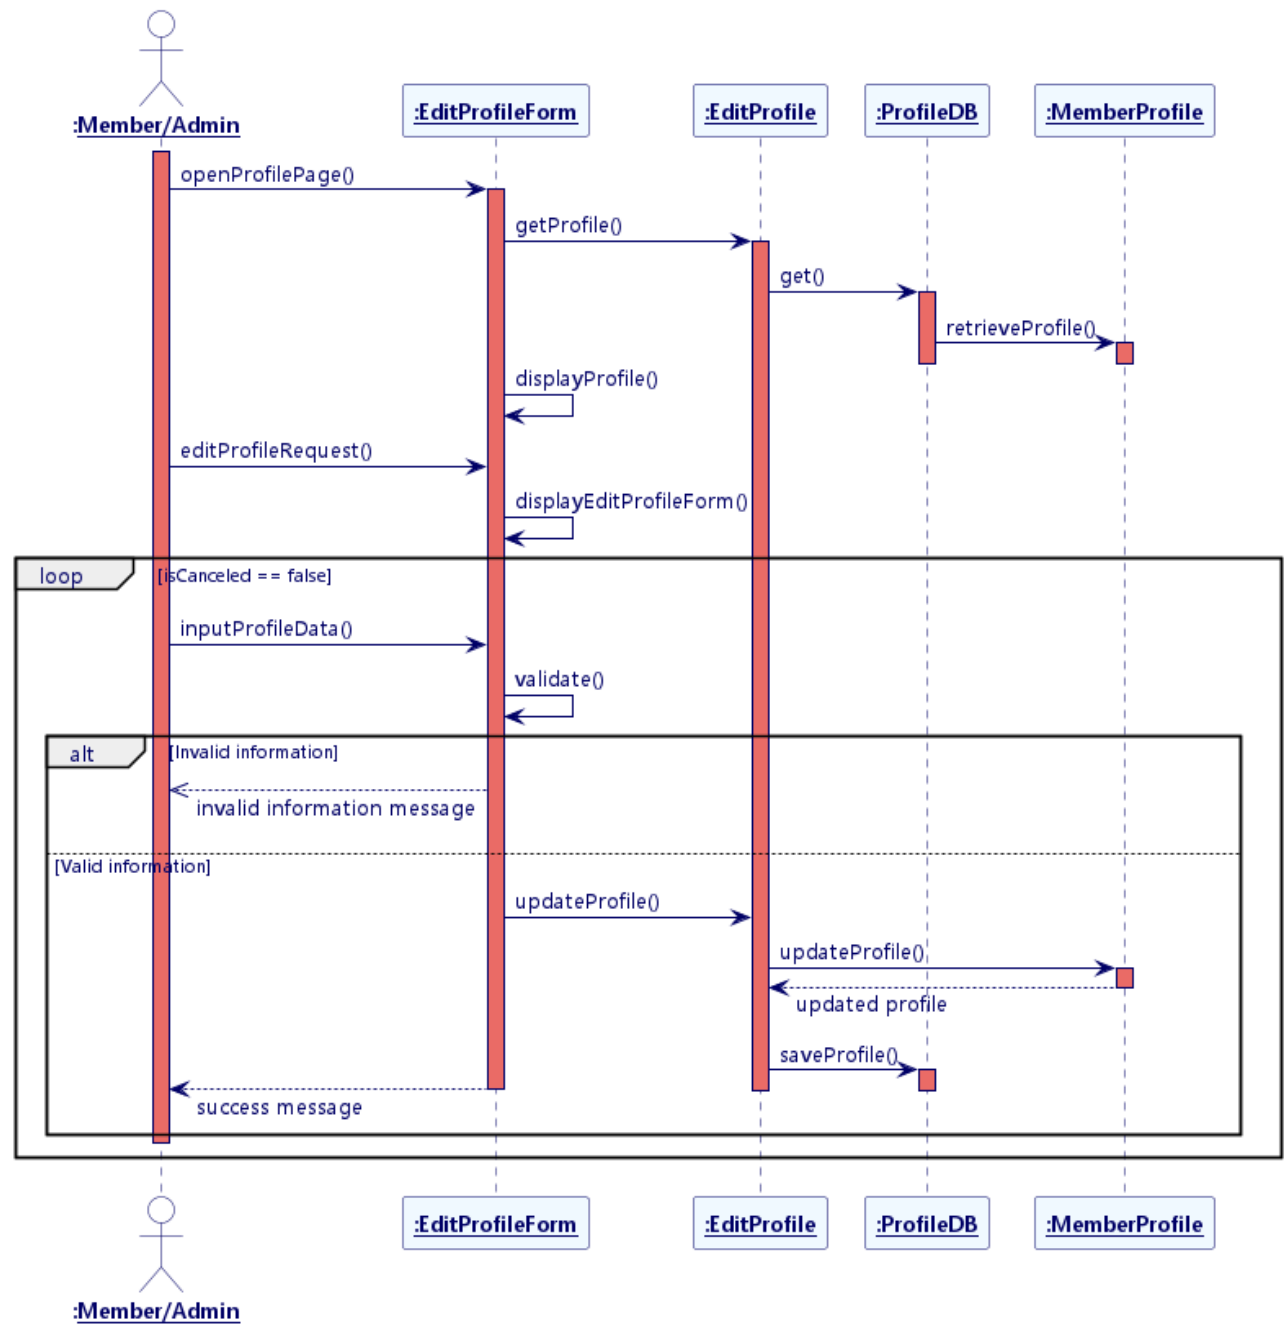 :Member/Admin
:EditProfileForm
:EditProfile
:ProfileDB
:MemberProfile
openProfilePage()
getProfile()
get()
retrieveProfile()
displayProfile()
editProfileRequest()
displayEditProfileForm()
loop
[isCanceled == false]
inputProfileData()
validate()
alt
[Invalid information]
invalid information message
[Valid information]
updateProfile()
updateProfile()
updated profile
saveProfile()
success message
:EditProfileForm
:EditProfile
:ProfileDB
:MemberProfile
:Member/Admin